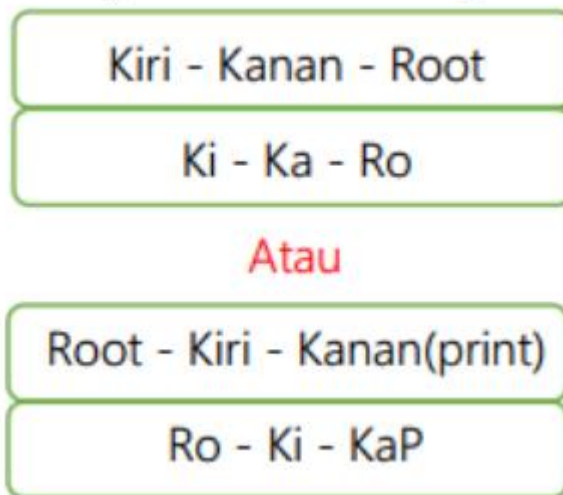 Kiri - Kanan - Root
Ki - Ka - Ro
Atau
Root - Kiri - Kanan(print)
Ro - Ki - KaP